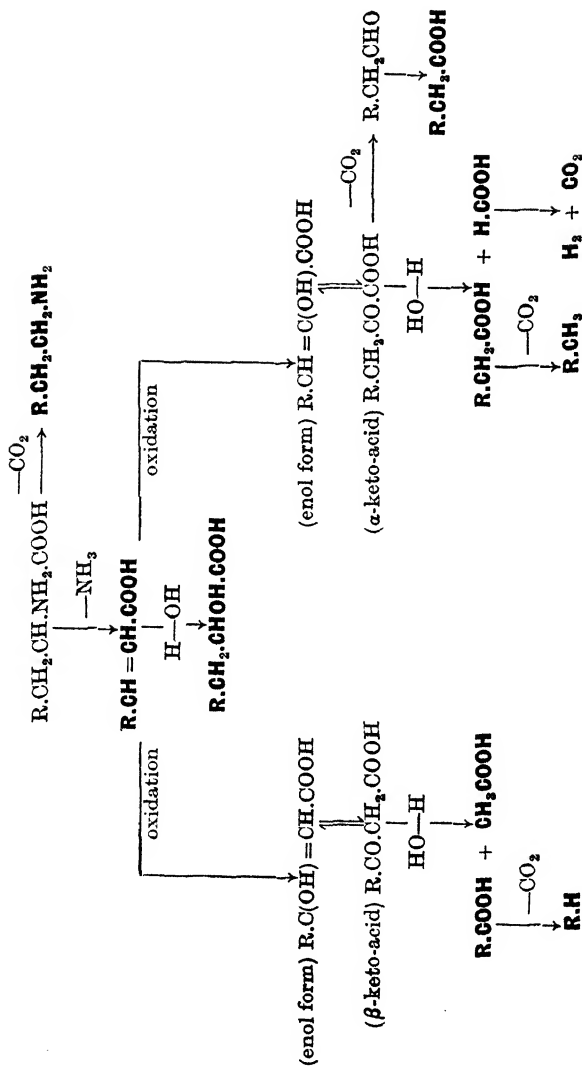 R.CH₂.CH.NH₂.COOH —CO₂ → R.CH₂.CH₂.NH₂
—NH₃
R.CH=CH.COOH
oxidation
oxidation
H—OH
R.CH₂.CHOH.COOH
(enol form) R.C(OH)=CH.COOH
(enol form) R.CH=C(OH).COOH
(β-keto-acid) R.CO.CH₂.COOH
(α-keto-acid) R.CH₂.CO.COOH —CO₂ → R.CH₂CHO
HO—H
HO—H
R.CH₂.COOH
R.COOH + CH₃COOH
R.CH₂.COOH + H.COOH
—CO₂
—CO₂
R.H
R.CH₃
H₂ + CO₂